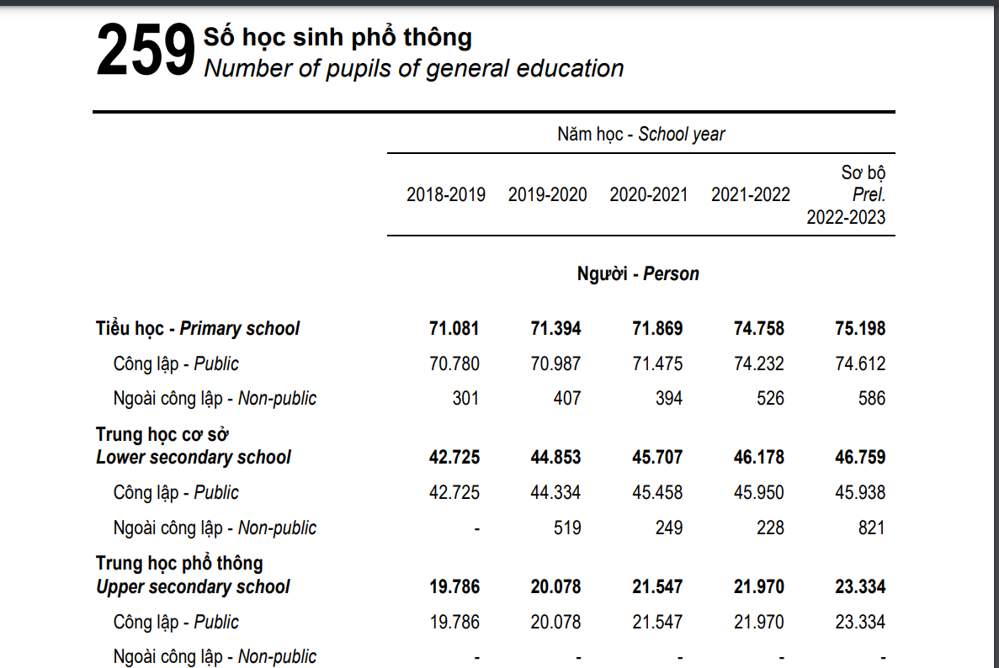 259 Số học sinh phổ thông
Number of pupils of general education
Năm học - School year
2018-2019 2019-2020 2020-2021 2021-2022 Sơ bộ Prel. 2022-2023
Người - Person
Tiểu học - Primary school 71.081 71.394 71.869 74.758 75.198
Công lập - Public 70.780 70.987 71.475 74.232 74.612
Ngoài công lập - Non-public 301 407 394 526 586
Trung học cơ sở
Lower secondary school 42.725 44.853 45.707 46.178 46.759
Công lập - Public 42.725 44.334 45.458 45.950 45.938
Ngoài công lập - Non-public - 519 249 228 821
Trung học phổ thông
Upper secondary school 19.786 20.078 21.547 21.970 23.334
Công lập - Public 19.786 20.078 21.547 21.970 23.334
Ngoài công lập - Non-public - - - - -